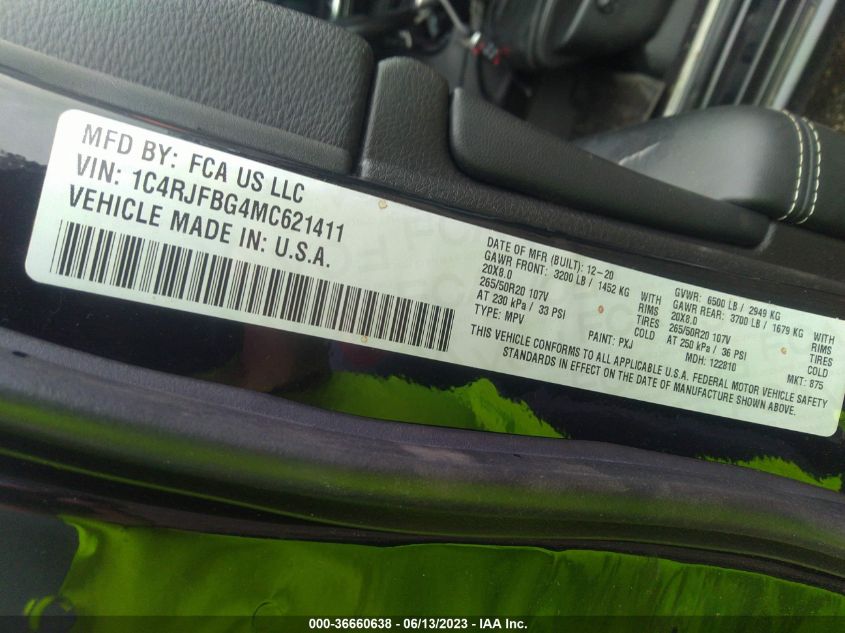 MFD BY: FCA US LLC
VIN: 1C4RJFBG4MC621411
VEHICLE MADE IN: U.S.A.
DATE OF MFR (BUILT): 12-20
GAWR FRONT: 3200 LB / 1452 KG WITH
20X8.0 RIMS
265/50R20 107V TIRES
AT 230 kPa / 33 PSI COLD
TYPE: MPV PAINT: PXJ
GVWR: 6500 LB / 2949 KG
GAWR REAR: 3700 LB / 1679 KG WITH
20X8.0 RIMS
265/50R20 107V TIRES
AT 250 kPa / 36 PSI COLD
MDH: 122810 MKT: 875
THIS VEHICLE CONFORMS TO ALL APPLICABLE U.S.A. FEDERAL MOTOR VEHICLE SAFETY
STANDARDS IN EFFECT ON THE DATE OF MANUFACTURE SHOWN ABOVE.
000-36660638 - 06/13/2023 - IAA Inc.